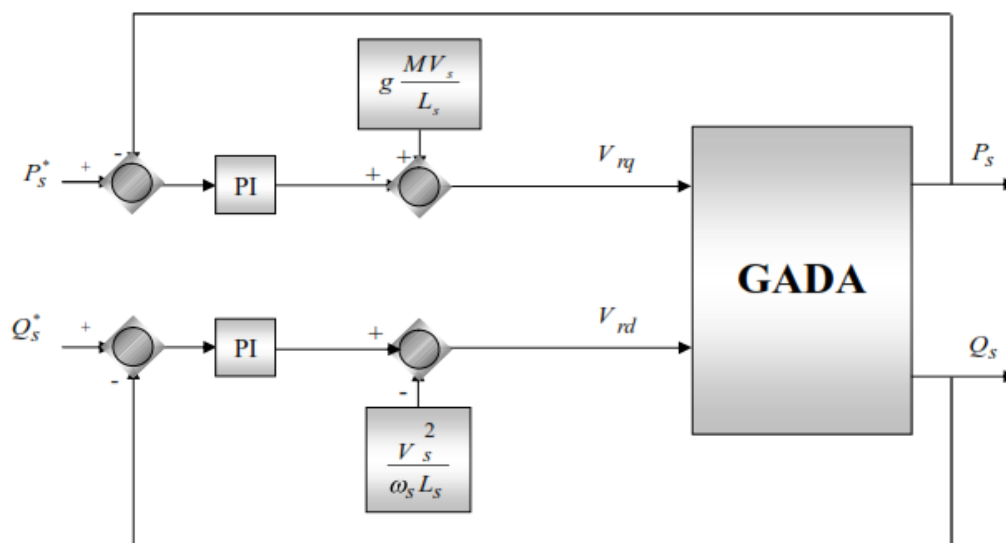 g MV_s / L_s
P_s^* + - PI + + V_rq P_s
GADA
Q_s^* + - PI + - V_rd Q_s
V_s^2 / ω_s L_s